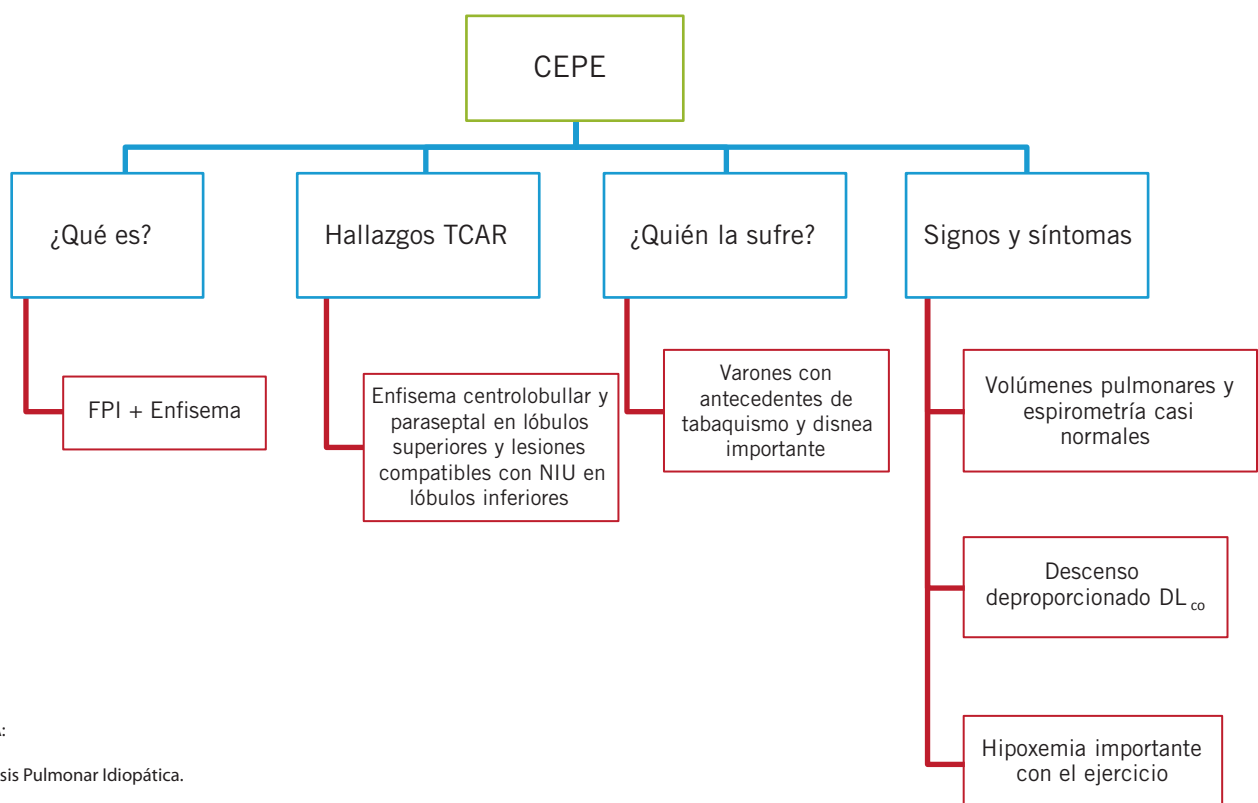 CEPE
¿Qué es?
Hallazgos TCAR
¿Quién la sufre?
Signos y síntomas
FPI + Enfisema
Enfisema centrolobullar y
paraseptal en lóbulos
superiores y lesiones
compatibles con NIU en
lóbulos inferiores
Varones con
antecedentes de
tabaquismo y disnea
importante
Volúmenes pulmonares y
espirometría casi
normales
Descenso
deproporcionado DL co
Hipoxemia importante
con el ejercicio
sis Pulmonar Idiopática.